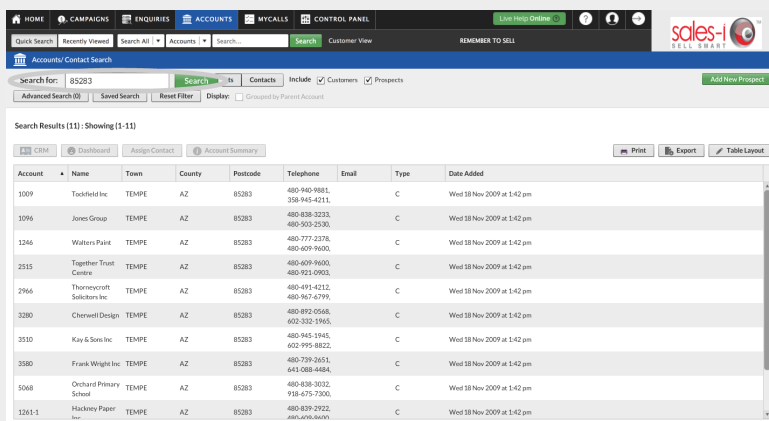 HOME CAMPAIGNS ENQUIRIES ACCOUNTS MYCALLS CONTROL PANEL Live Help Online ?
sales-i
SELL SMART
Quick Search Recently Viewed Search All Accounts Search... Search Customer View REMEMBER TO SELL
Accounts/ Contact Search
Search for: 85283 Search ts Contacts Include Customers Prospects Add New Prospect
Advanced Search (0) Saved Search Reset Filter Display: Grouped by Parent Account
Search Results (11) : Showing (1-11)
CRM Dashboard Assign Contact Account Summary Print Export Table Layout
Account Name Town County Postcode Telephone Email Type Date Added
1009 Tockfield Inc TEMPE AZ 85283 480-940-9881, 358-945-4211, C Wed 18 Nov 2009 at 1:42 pm
1096 Jones Group TEMPE AZ 85283 480-838-3233, 480-503-2530, C Wed 18 Nov 2009 at 1:42 pm
1246 Walters Paint TEMPE AZ 85283 480-777-2378, 480-609-9600, C Wed 18 Nov 2009 at 1:42 pm
2515 Together Trust Centre TEMPE AZ 85283 480-609-9600, 480-921-0903, C Wed 18 Nov 2009 at 1:42 pm
2966 Thorneycroft Solicitors Inc TEMPE AZ 85283 480-491-4212, 480-967-6799, C Wed 18 Nov 2009 at 1:42 pm
3280 Cherwell Design TEMPE AZ 85283 480-892-0568, 602-332-1965, C Wed 18 Nov 2009 at 1:42 pm
3510 Kay & Sons Inc TEMPE AZ 85283 480-945-1945, 602-995-8822, C Wed 18 Nov 2009 at 1:42 pm
3580 Frank Wright Inc TEMPE AZ 85283 480-739-2651, 641-088-4484, C Wed 18 Nov 2009 at 1:42 pm
5068 Orchard Primary School TEMPE AZ 85283 480-838-3032, 918-675-7300, C Wed 18 Nov 2009 at 1:42 pm
1261-1 Hackney Paper Inc TEMPE AZ 85283 480-839-2922, 480-609-9600 C Wed 18 Nov 2009 at 1:42 pm